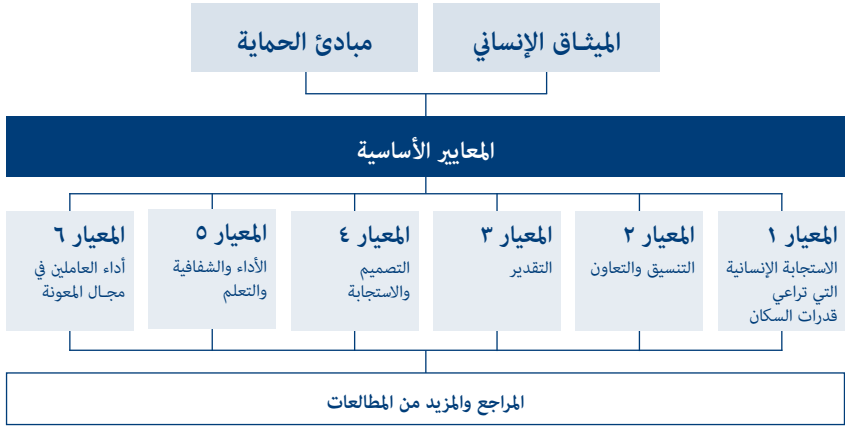 الميثاق الإنساني
مبادئ الحماية
المعايير الأساسية
المعيار ١
الاستجابة الإنسانية
التي تراعي
قدرات السكان
المعيار ٢
التنسيق والتعاون
المعيار ٣
التقدير
المعيار ٤
التصميم
والاستجابة
المعيار ٥
الأداء والشفافية
والتعلم
المعيار ٦
أداء العاملين في
مجال المعونة
المراجع والمزيد من المطالعات